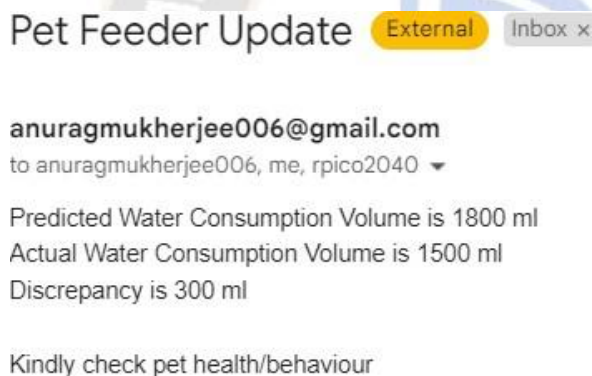 Pet Feeder Update External Inbox ×
anuragmukherjee006@gmail.com
to anuragmukherjee006, me, rpico2040
Predicted Water Consumption Volume is 1800 ml
Actual Water Consumption Volume is 1500 ml
Discrepancy is 300 ml
Kindly check pet health/behaviour